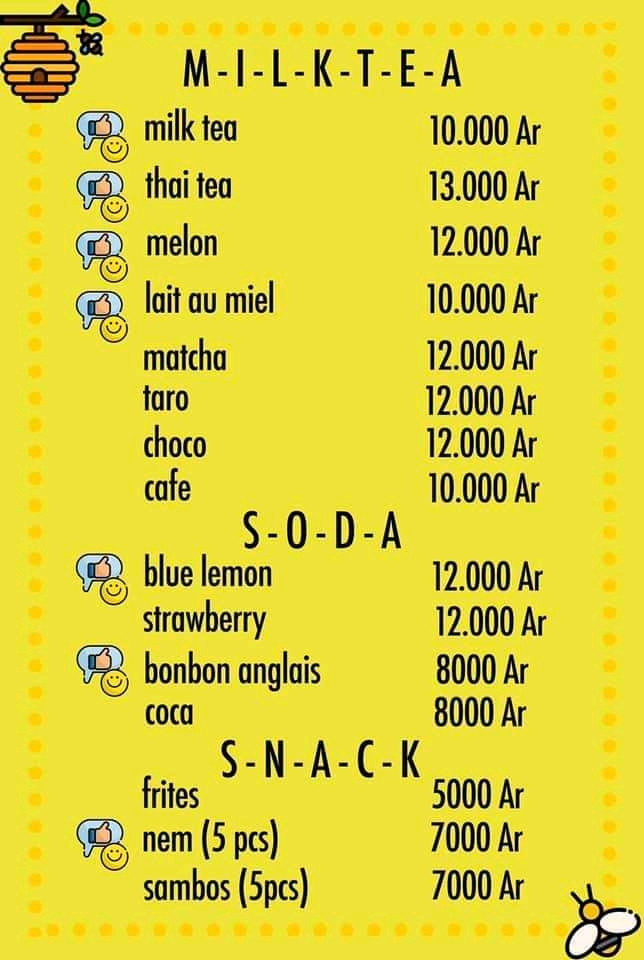 M-I-L-K-T-E-A
milk tea 10.000 Ar
thai tea 13.000 Ar
melon 12.000 Ar
lait au miel 10.000 Ar
matcha 12.000 Ar
taro 12.000 Ar
choco 12.000 Ar
cafe 10.000 Ar
S-O-D-A
blue lemon 12.000 Ar
strawberry 12.000 Ar
bonbon anglais 8000 Ar
coca 8000 Ar
S-N-A-C-K
frites 5000 Ar
nem (5 pcs) 7000 Ar
sambos (5pcs) 7000 Ar